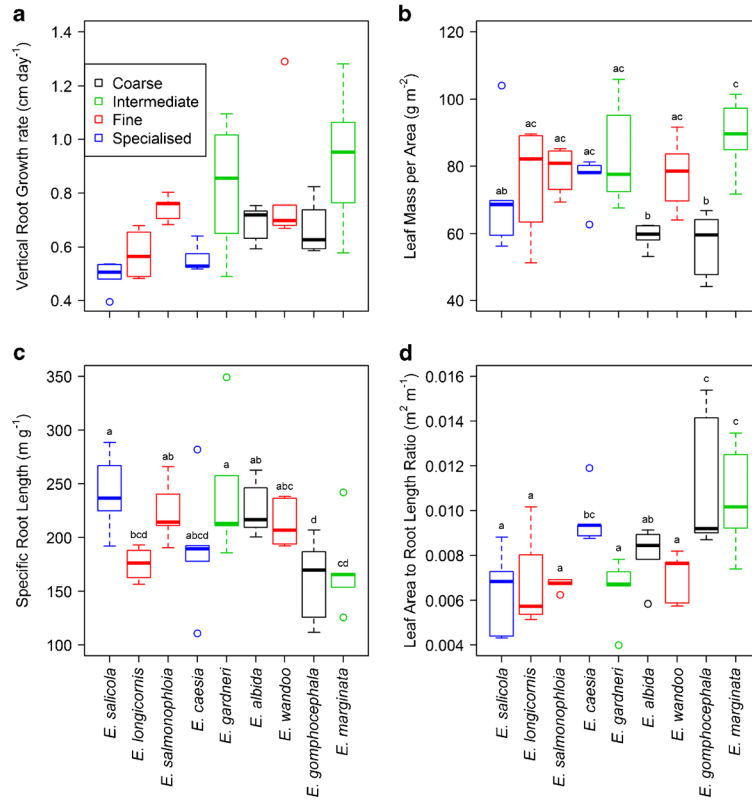 a
Vertical Root Growth rate (cm day⁻¹)
1.4
1.2
1.0
0.8
0.6
0.4
Coarse
Intermediate
Fine
Specialised
b
Leaf Mass per Area (g m⁻²)
120
100
80
60
40
ab
ac
ac
ac
ac
b
ac
b
c
c
Specific Root Length (m g⁻¹)
350
300
250
200
150
100
a
bcd
ab
abcd
a
ab
abc
d
cd
E. salicola
E. longicornis
E. salmonophloia
E. caesia
E. gardneri
E. albida
E. wandoo
E. gomphocephala
E. marginata
d
Leaf Area to Root Length Ratio (m² m⁻¹)
0.016
0.014
0.012
0.010
0.008
0.006
0.004
a
a
a
bc
a
ab
a
c
c
E. salicola
E. longicornis
E. salmonophloia
E. caesia
E. gardneri
E. albida
E. wandoo
E. gomphocephala
E. marginata